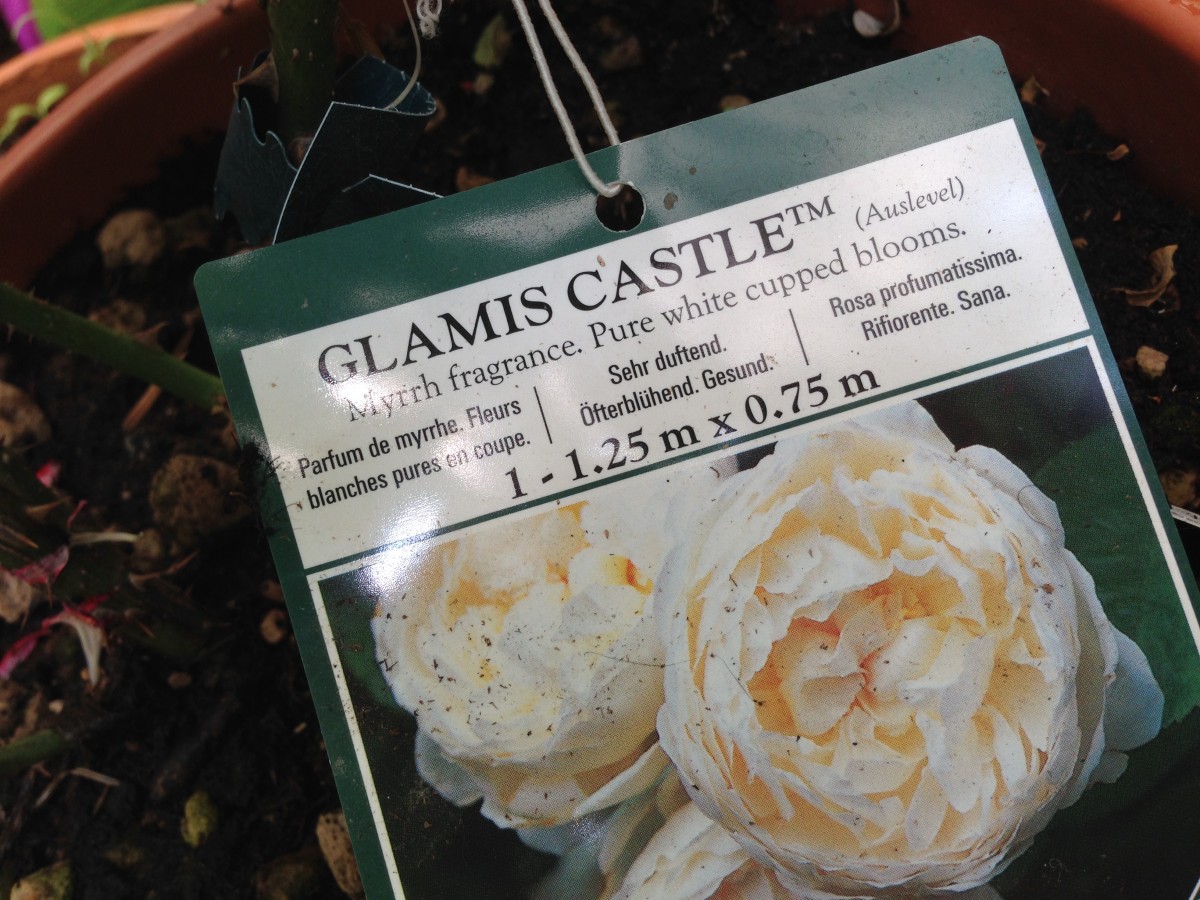 GLAMIS CASTLE™ (Auslevel)
Myrrh fragrance. Pure white cupped blooms.
Parfum de myrrhe. Fleurs
blanches pures en coupe.
Sehr duftend.
Öfterblühend. Gesund.
Rosa profumatissima.
Rifiorente. Sana.
1 - 1.25 m x 0.75 m